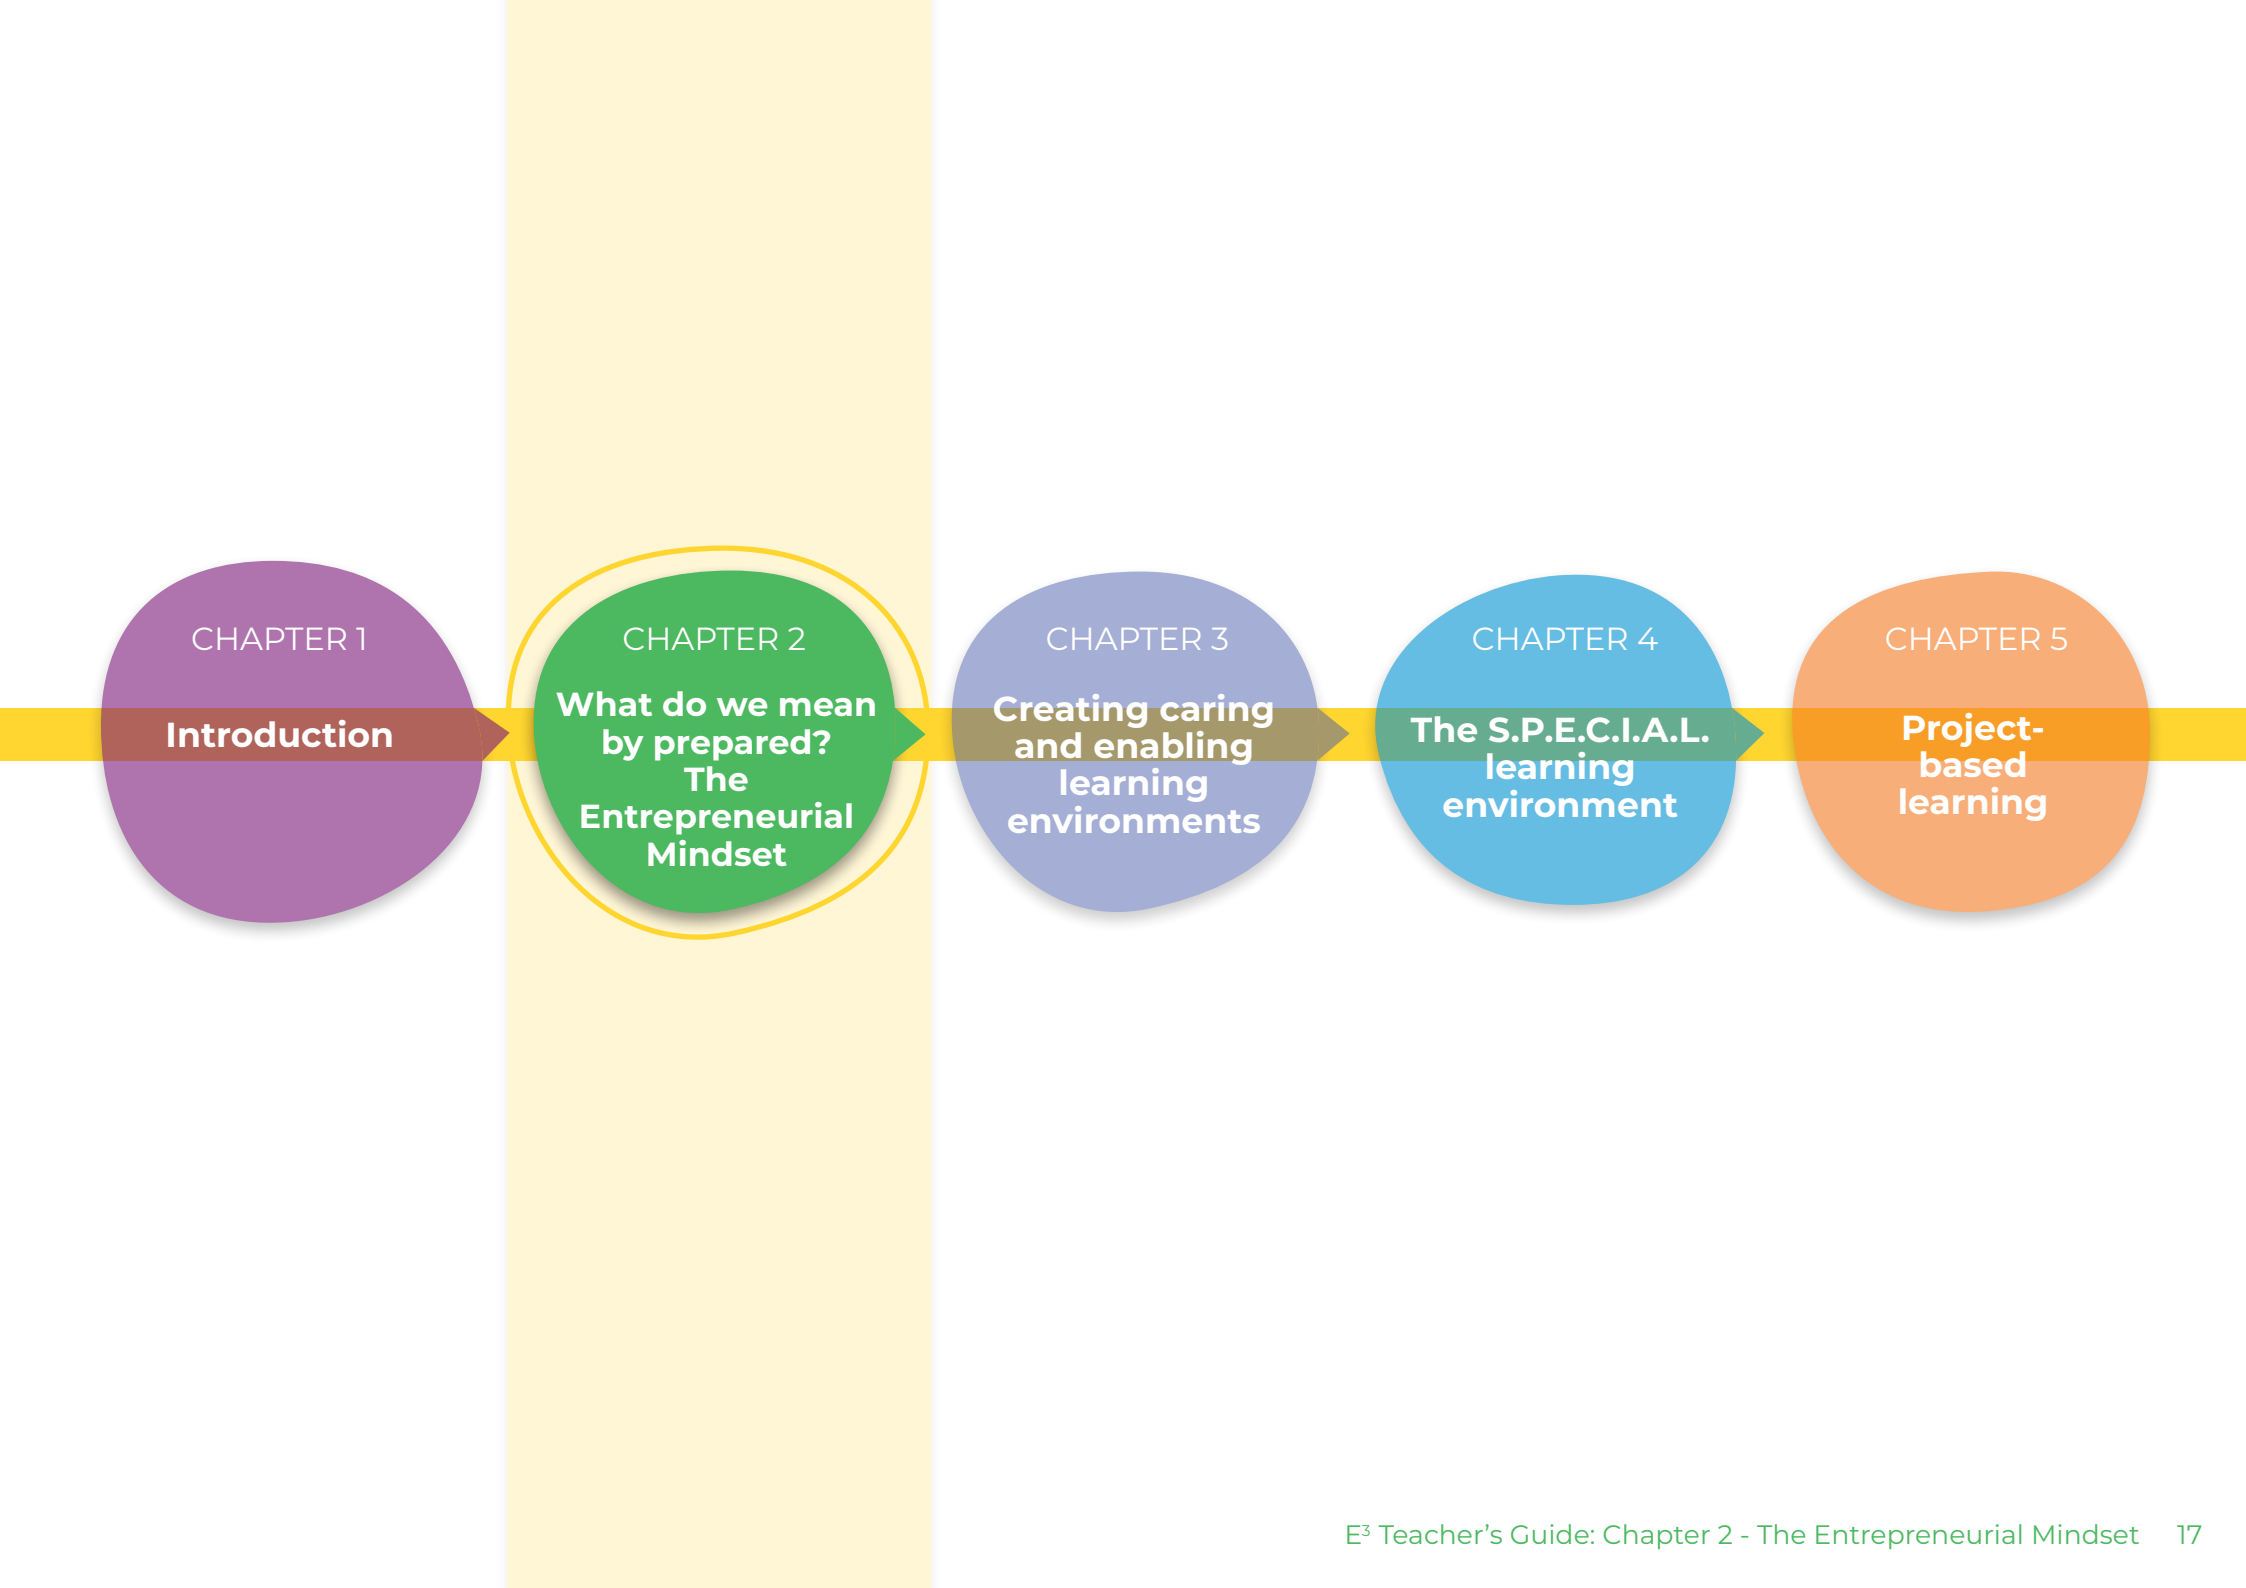 CHAPTER 1
Introduction
CHAPTER 2
What do we mean
by prepared?
The
Entrepreneurial
Mindset
CHAPTER 3
Creating caring
and enabling
learning
environments
CHAPTER 4
The S.P.E.C.I.A.L.
learning
environment
CHAPTER 5
Project-
based
learning
E³ Teacher’s Guide: Chapter 2 - The Entrepreneurial Mindset 17